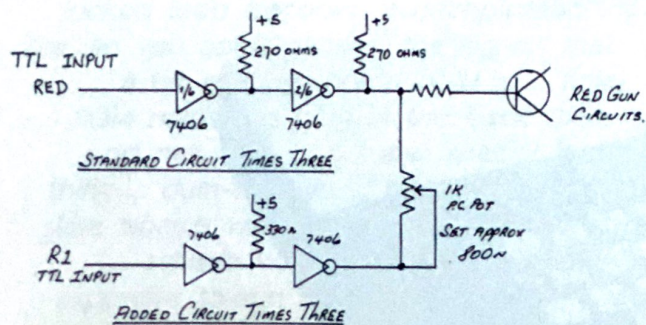 +5
+5
270 OHMS
270 OHMS
TTL INPUT
RED
1/6
2/6
7406
7406
RED GUN
CIRCUITS.
STANDARD CIRCUIT TIMES THREE
1K
PC POT
SET APPROX
800Ω
+5
330Ω
7406
7406
R1
TTL INPUT
ADDED CIRCUIT TIMES THREE